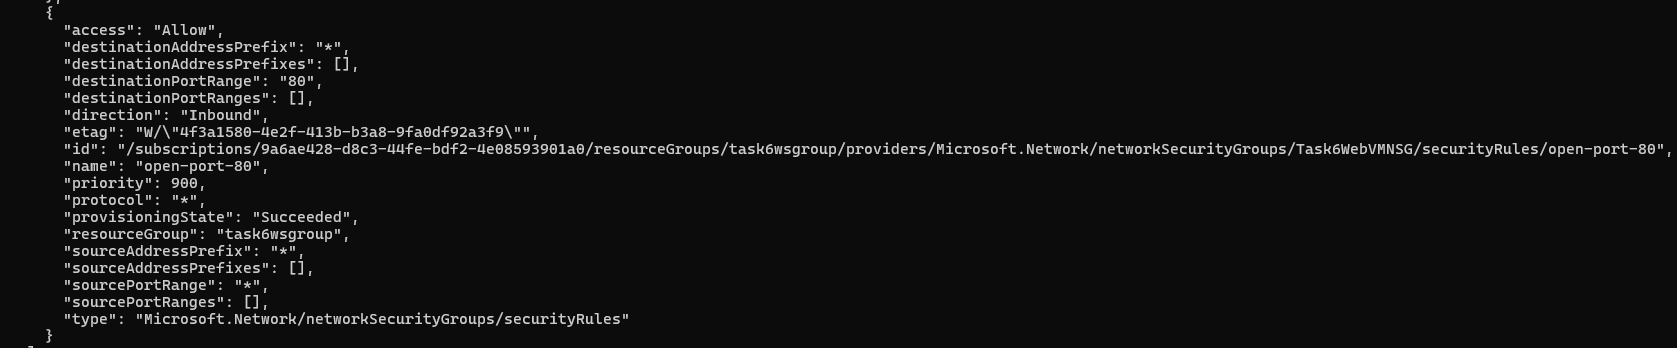 },
{
"access": "Allow",
"destinationAddressPrefix": "*",
"destinationAddressPrefixes": [],
"destinationPortRange": "80",
"destinationPortRanges": [],
"direction": "Inbound",
"etag": "W/\"4f3a1580-4e2f-413b-b3a8-9fa0df92a3f9\"",
"id": "/subscriptions/9a6ae428-d8c3-44fe-bdf2-4e08593901a0/resourceGroups/task6wsgroup/providers/Microsoft.Network/networkSecurityGroups/Task6WebVMNSG/securityRules/open-port-80",
"name": "open-port-80",
"priority": 900,
"protocol": "*",
"provisioningState": "Succeeded",
"resourceGroup": "task6wsgroup",
"sourceAddressPrefix": "*",
"sourceAddressPrefixes": [],
"sourcePortRange": "*",
"sourcePortRanges": [],
"type": "Microsoft.Network/networkSecurityGroups/securityRules"
}